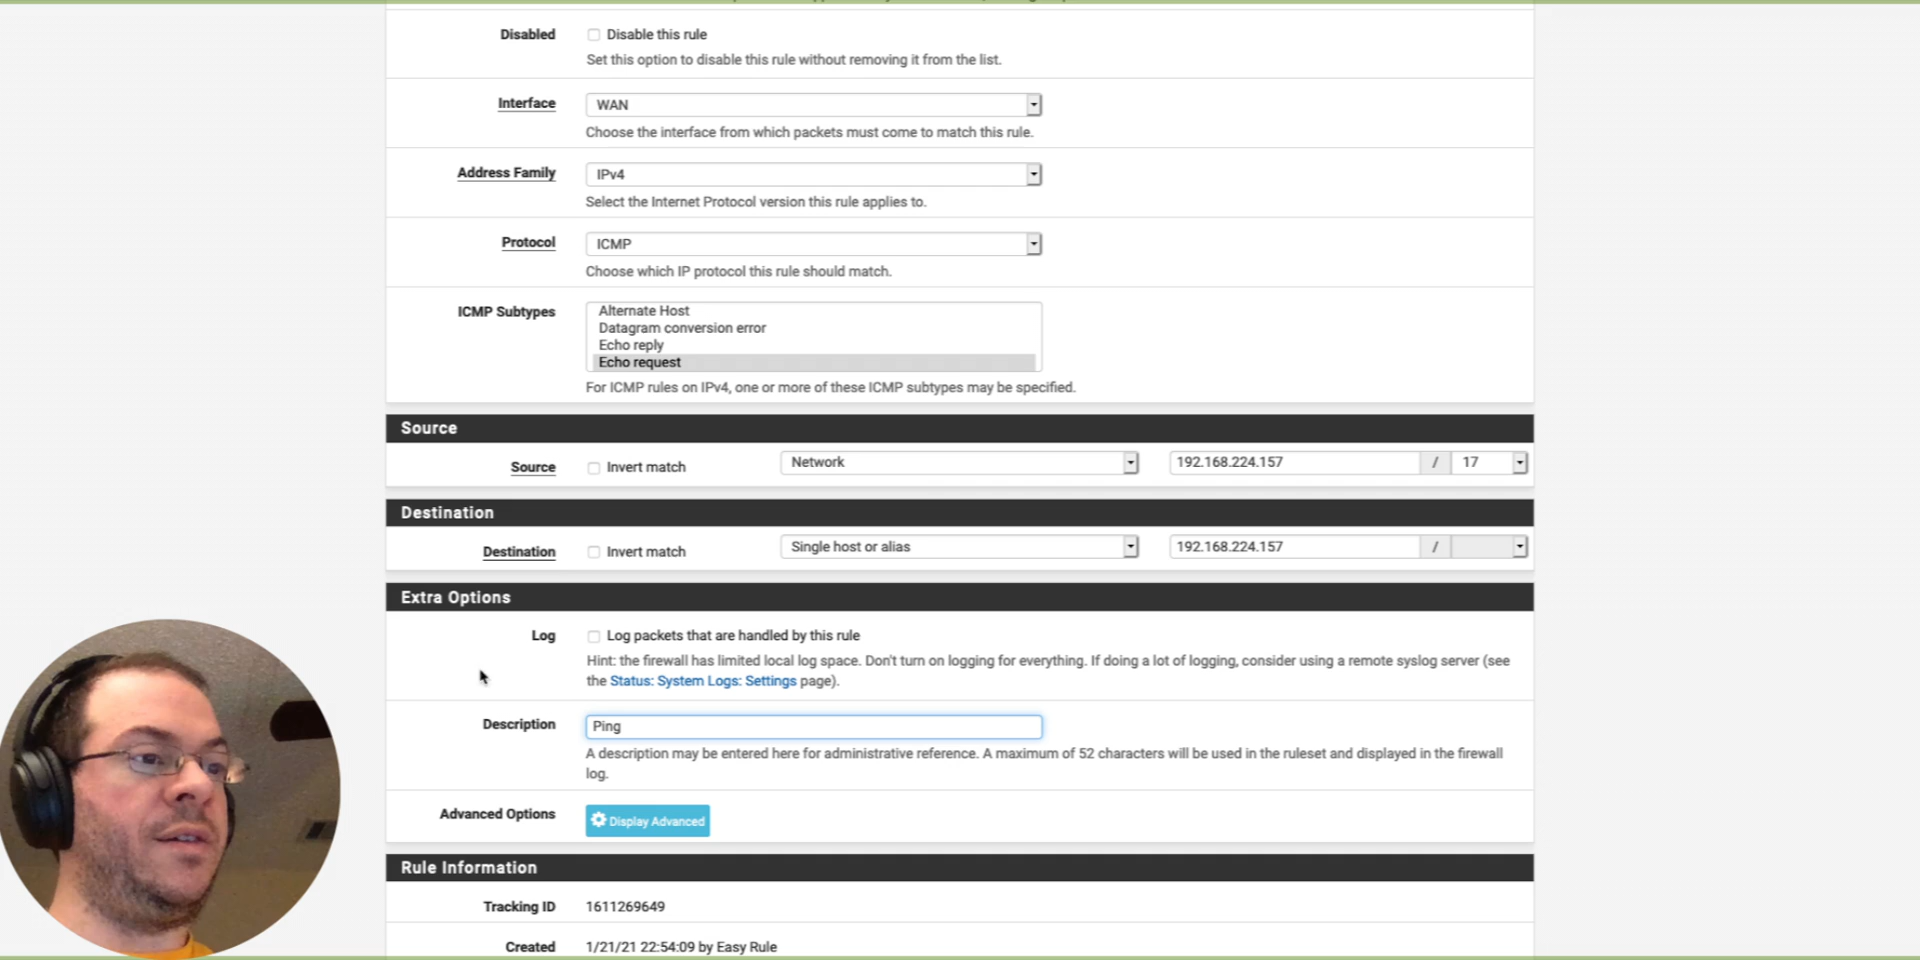 Disabled Disable this rule
Set this option to disable this rule without removing it from the list.
Interface WAN
Choose the interface from which packets must come to match this rule.
Address Family IPv4
Select the Internet Protocol version this rule applies to.
Protocol ICMP
Choose which IP protocol this rule should match.
ICMP Subtypes Alternate Host
Datagram conversion error
Echo reply
Echo request
For ICMP rules on IPv4, one or more of these ICMP subtypes may be specified.
Source
Source Invert match Network 192.168.224.157 / 17
Destination
Destination Invert match Single host or alias 192.168.224.157 /
Extra Options
Log Log packets that are handled by this rule
Hint: the firewall has limited local log space. Don't turn on logging for everything. If doing a lot of logging, consider using a remote syslog server (see
the Status: System Logs: Settings page).
Description Ping
A description may be entered here for administrative reference. A maximum of 52 characters will be used in the ruleset and displayed in the firewall
log.
Advanced Options Display Advanced
Rule Information
Tracking ID 1611269649
Created 1/21/21 22:54:09 by Easy Rule